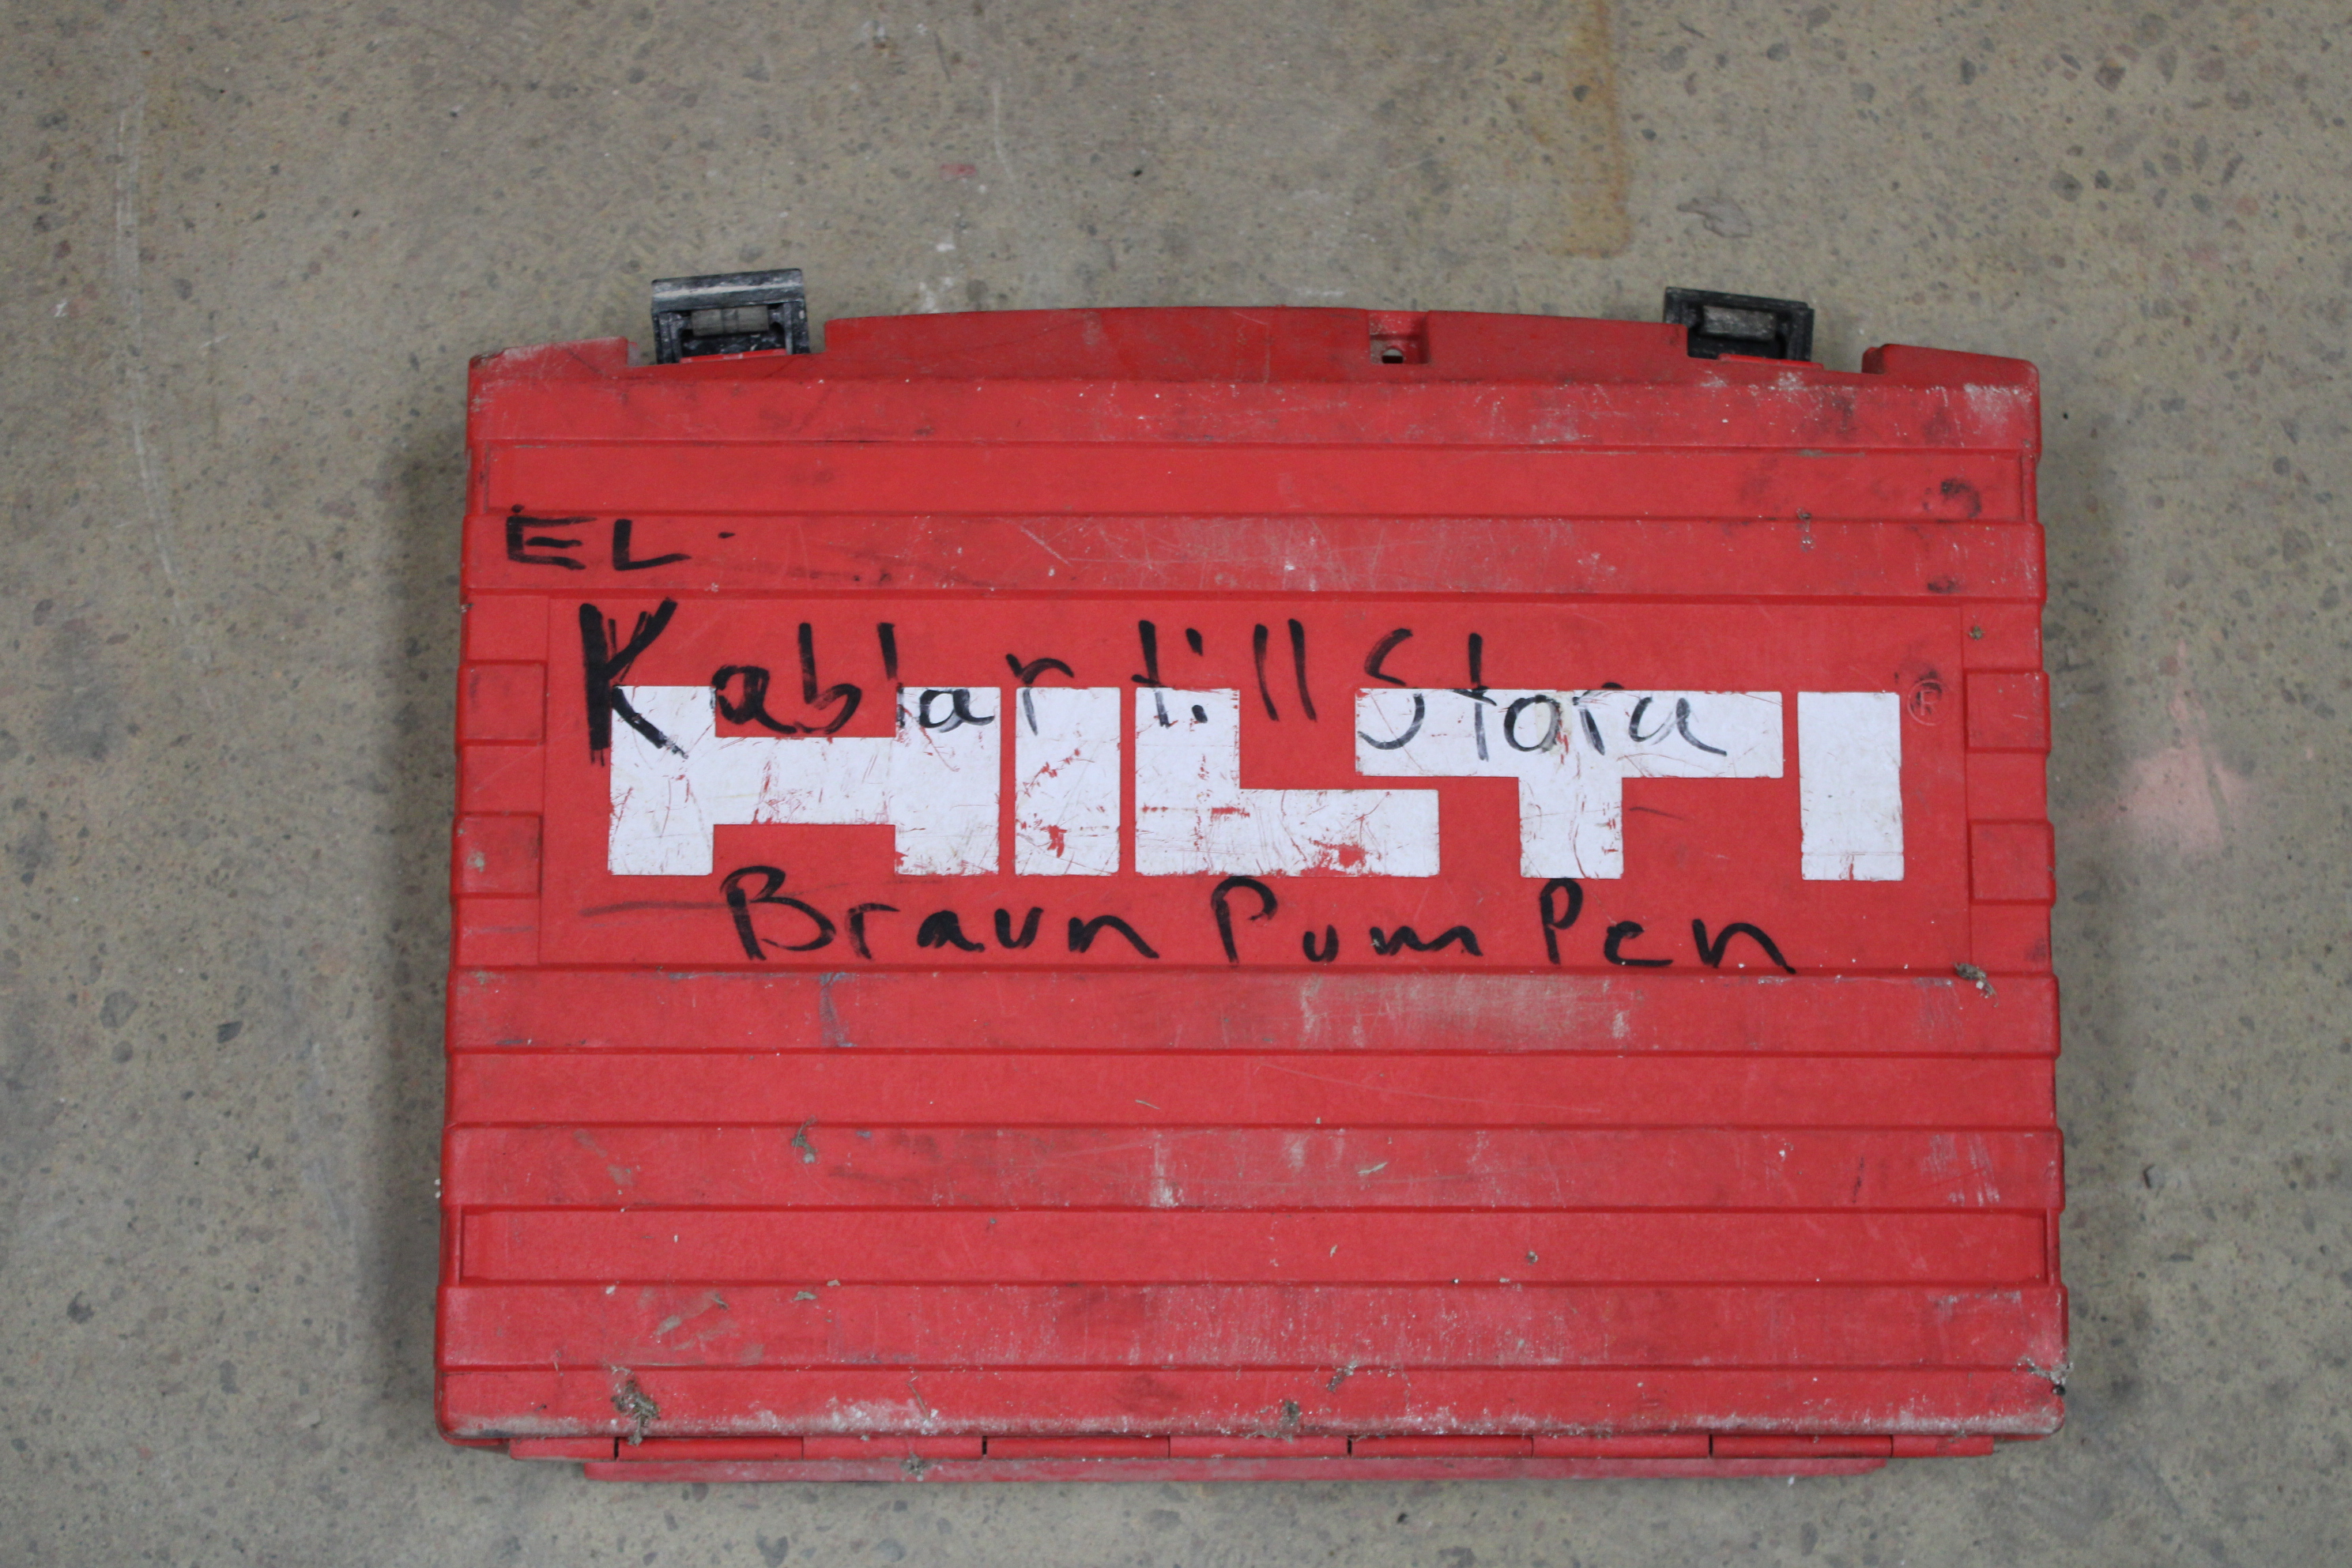 EL.
Kablar till Stora
HILTI ®
Braun PumPen